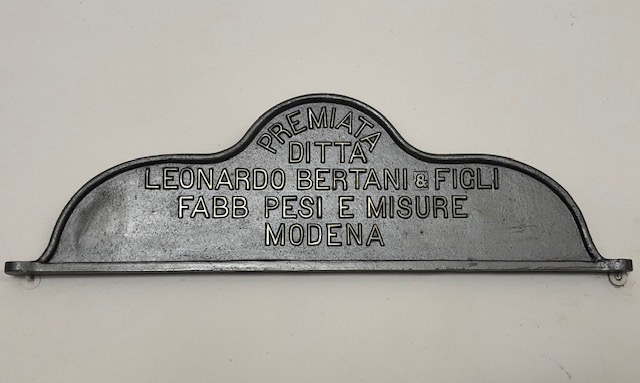 PREMIATA
DITTA
LEONARDO BERTANI & FIGLI
FABB PESI E MISURE
MODENA